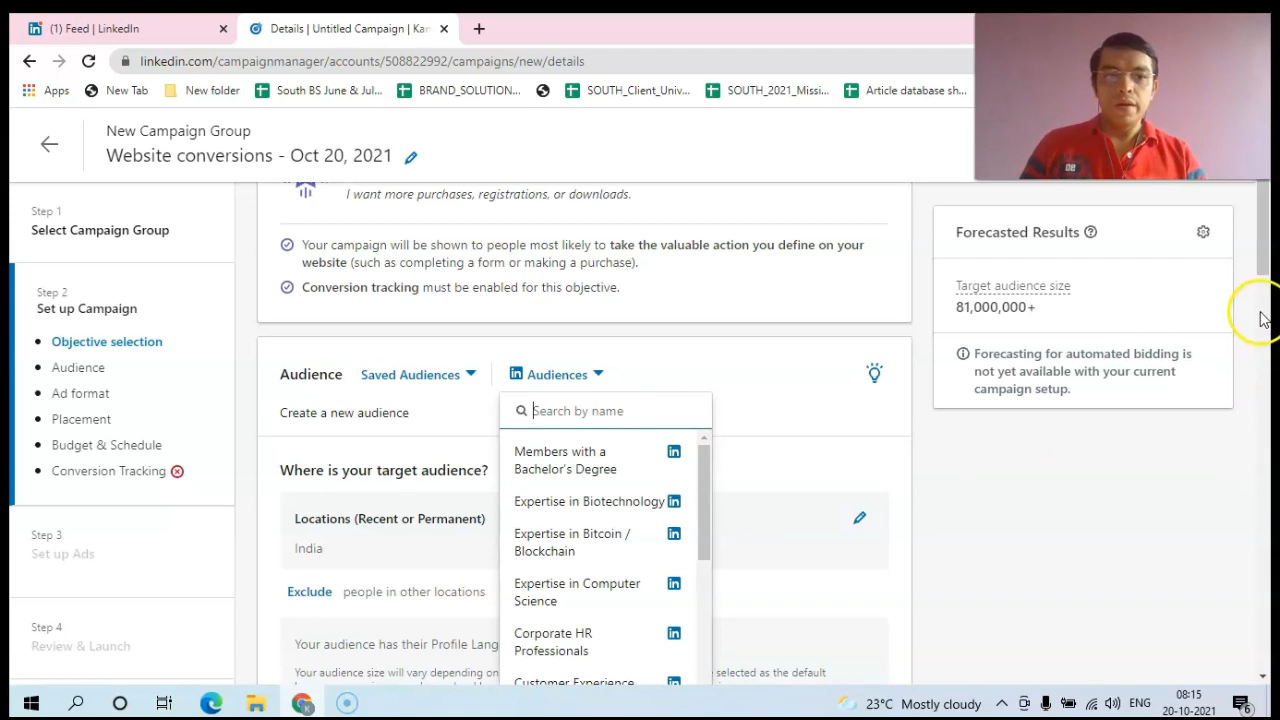 (1) Feed | LinkedIn
Details | Untitled Campaign | Kar
linkedin.com/campaignmanager/accounts/508822992/campaigns/new/details
Apps
New Tab
New folder
South BS June & Jul...
BRAND_SOLUTION...
SOUTH_Client_Univ...
SOUTH_2021_Missi...
Article database sh...
New Campaign Group
Website conversions - Oct 20, 2021
Step 1
Select Campaign Group
Step 2
Set up Campaign
Objective selection
Audience
Ad format
Placement
Budget & Schedule
Conversion Tracking
Step 3
Set up Ads
Step 4
Review & Launch
I want more purchases, registrations, or downloads.
Your campaign will be shown to people most likely to take the valuable action you define on your
website (such as completing a form or making a purchase).
Conversion tracking must be enabled for this objective.
Audience
Saved Audiences
in Audiences
Create a new audience
Search by name
Members with a
Bachelor's Degree
Expertise in Biotechnology
Expertise in Bitcoin /
Blockchain
Expertise in Computer
Science
Corporate HR
Professionals
Customer Experience
Where is your target audience?
Locations (Recent or Permanent)
India
Exclude people in other locations
Your audience has their Profile Lang
Your audience size will vary depending on
selected as the default
Forecasted Results
Target audience size
81,000,000+
Forecasting for automated bidding is
not yet available with your current
campaign setup.
oe
23°C Mostly cloudy
ENG
08:15
20-10-2021
6